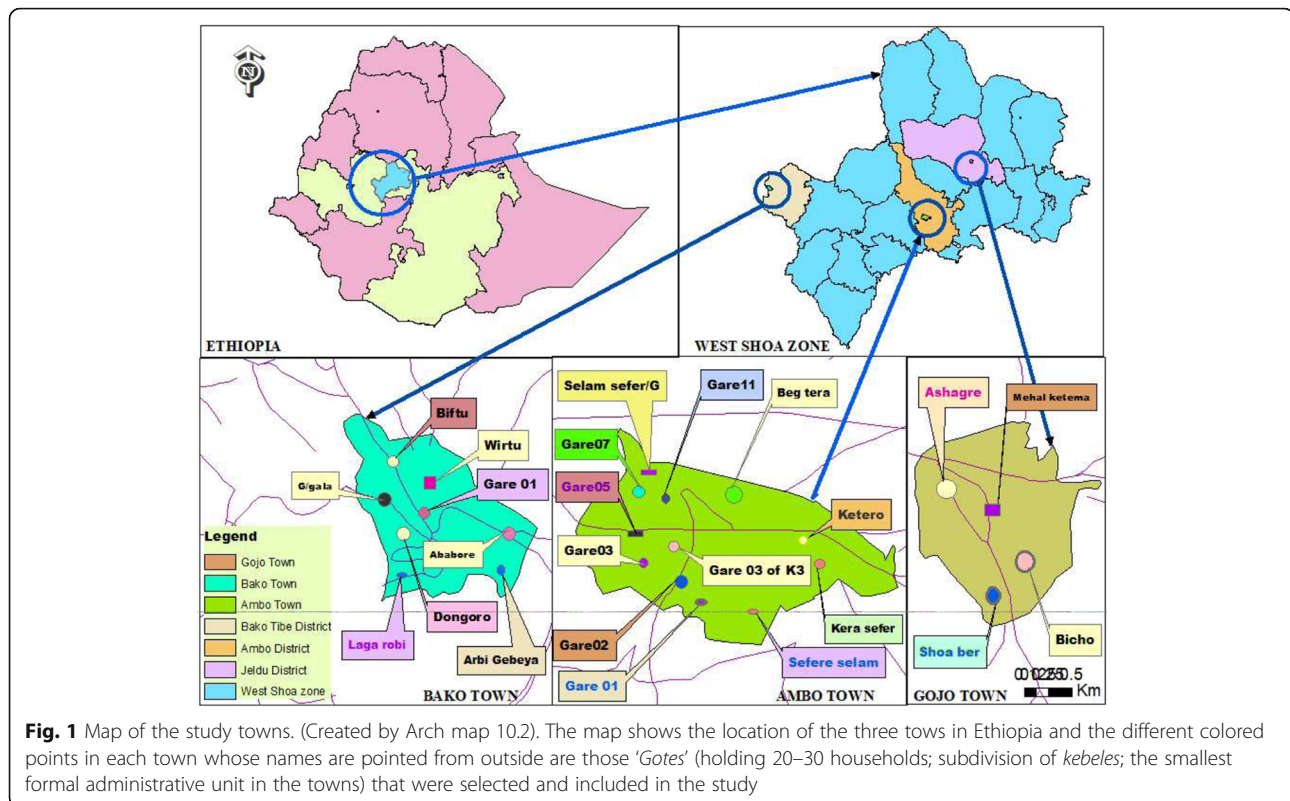 N
ETHIOPIA
WEST SHOA ZONE
Biftu
Wirtu
G/gala
Gare 01
Ababore
Dongoro
Laga robi
Arbi Gebeya
BAKO TOWN
Legend
Gojo Town
Bako Town
Ambo Town
Bako Tibe District
Ambo District
Jeldu District
West Shoa zone
Selam sefer/G
Gare11
Beg tera
Gare07
Gare05
Ketero
Gare03
Gare 03 of K3
Gare02
Kera sefer
Gare 01
Sefere selam
AMBO TOWN
Ashagre
Mehal ketema
Shoa ber
Bicho
Km
GOJO TOWN
Fig. 1 Map of the study towns. (Created by Arch map 10.2). The map shows the location of the three tows in Ethiopia and the different colored
points in each town whose names are pointed from outside are those ‘Gotes’ (holding 20–30 households; subdivision of kebeles; the smallest
formal administrative unit in the towns) that were selected and included in the study